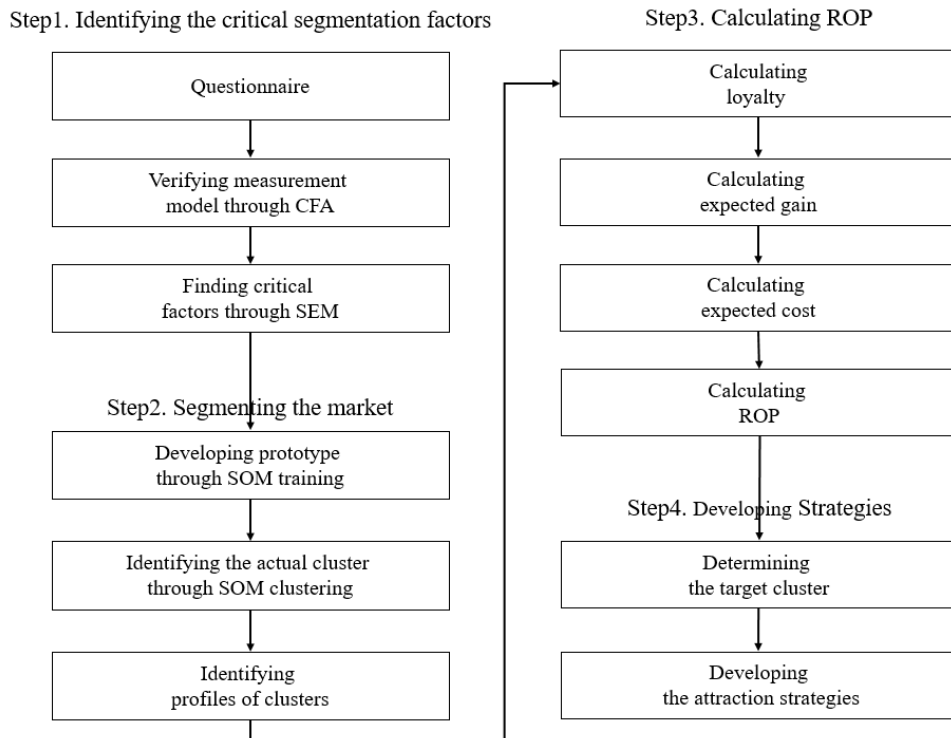 Step1. Identifying the critical segmentation factors
Questionnaire
Verifying measurement
model through CFA
Finding critical
factors through SEM
Step2. Segmenting the market
Developing prototype
through SOM training
Identifying the actual cluster
through SOM clustering
Identifying
profiles of clusters
Step3. Calculating ROP
Calculating
loyalty
Calculating
expected gain
Calculating
expected cost
Calculating
ROP
Step4. Developing Strategies
Determining
the target cluster
Developing
the attraction strategies